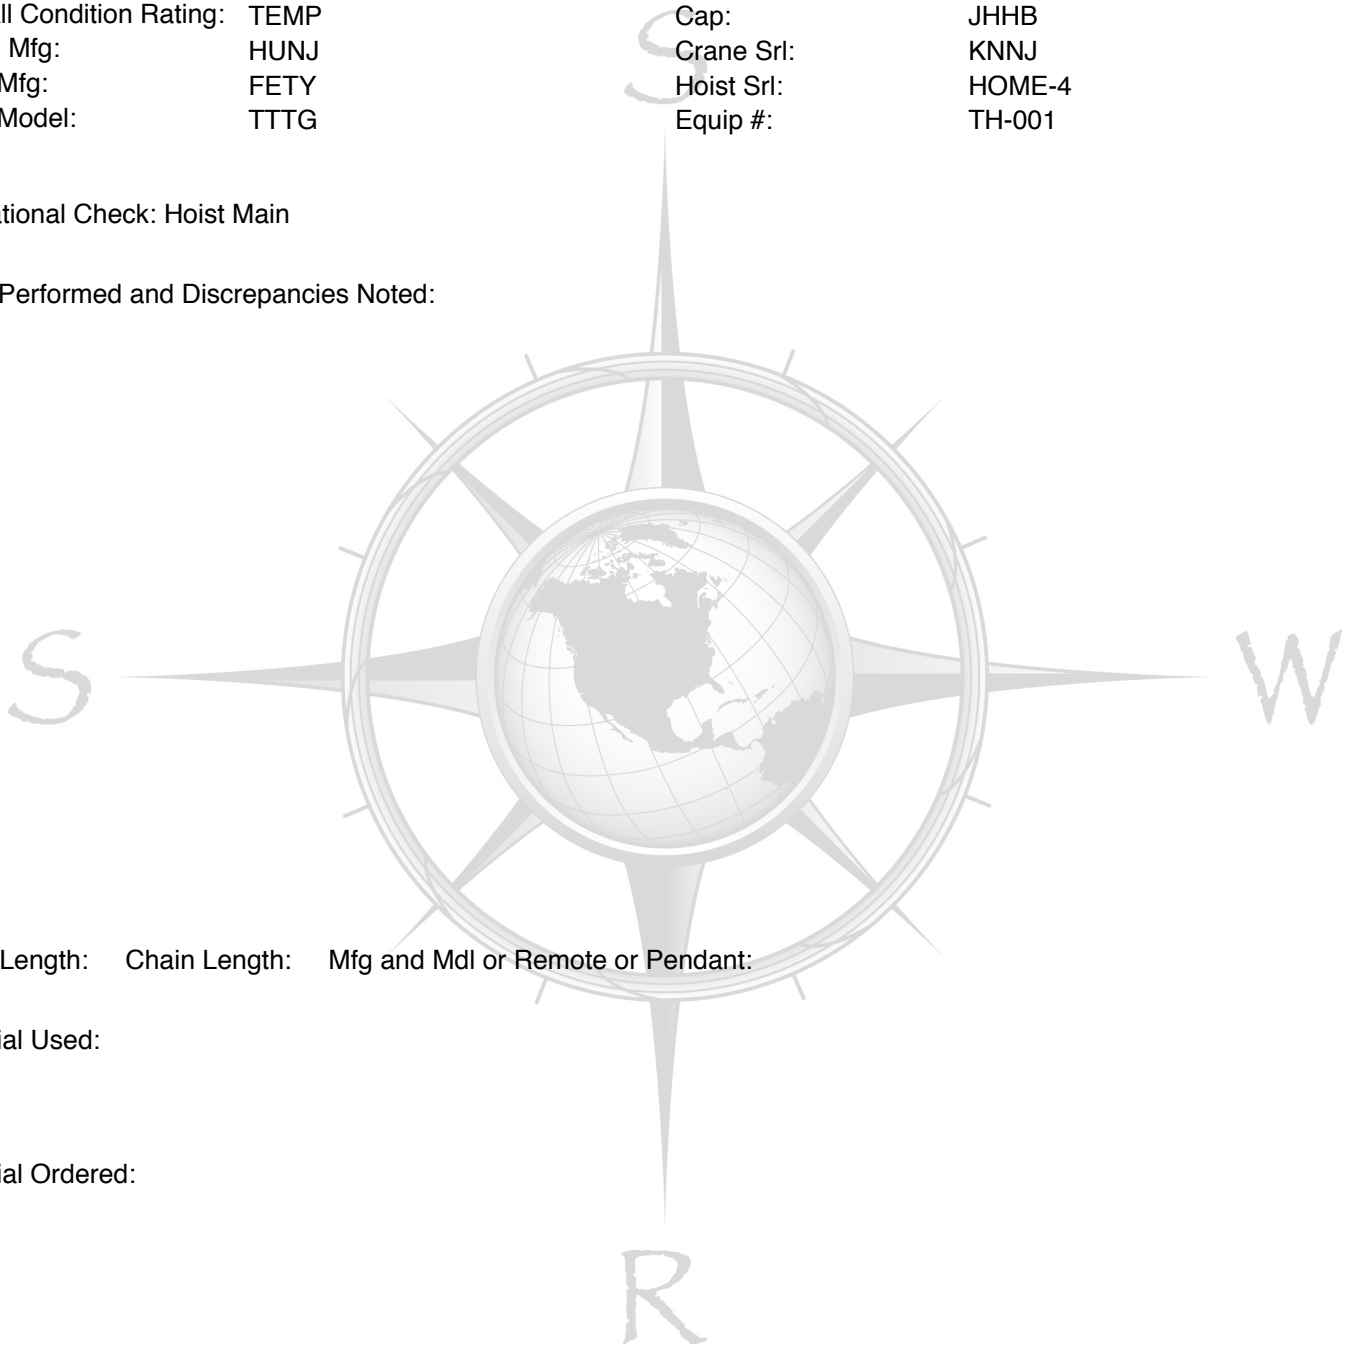 ll Condition Rating: TEMP Cap: JHHB
Mfg: HUNJ Crane Srl: KNNJ
Mfg: FETY Hoist Srl: HOME-4
Model: TTTG Equip #: TH-001
ational Check: Hoist Main
Performed and Discrepancies Noted:
Length: Chain Length: Mfg and Mdl or Remote or Pendant:
ial Used:
ial Ordered:
S
S
W
R